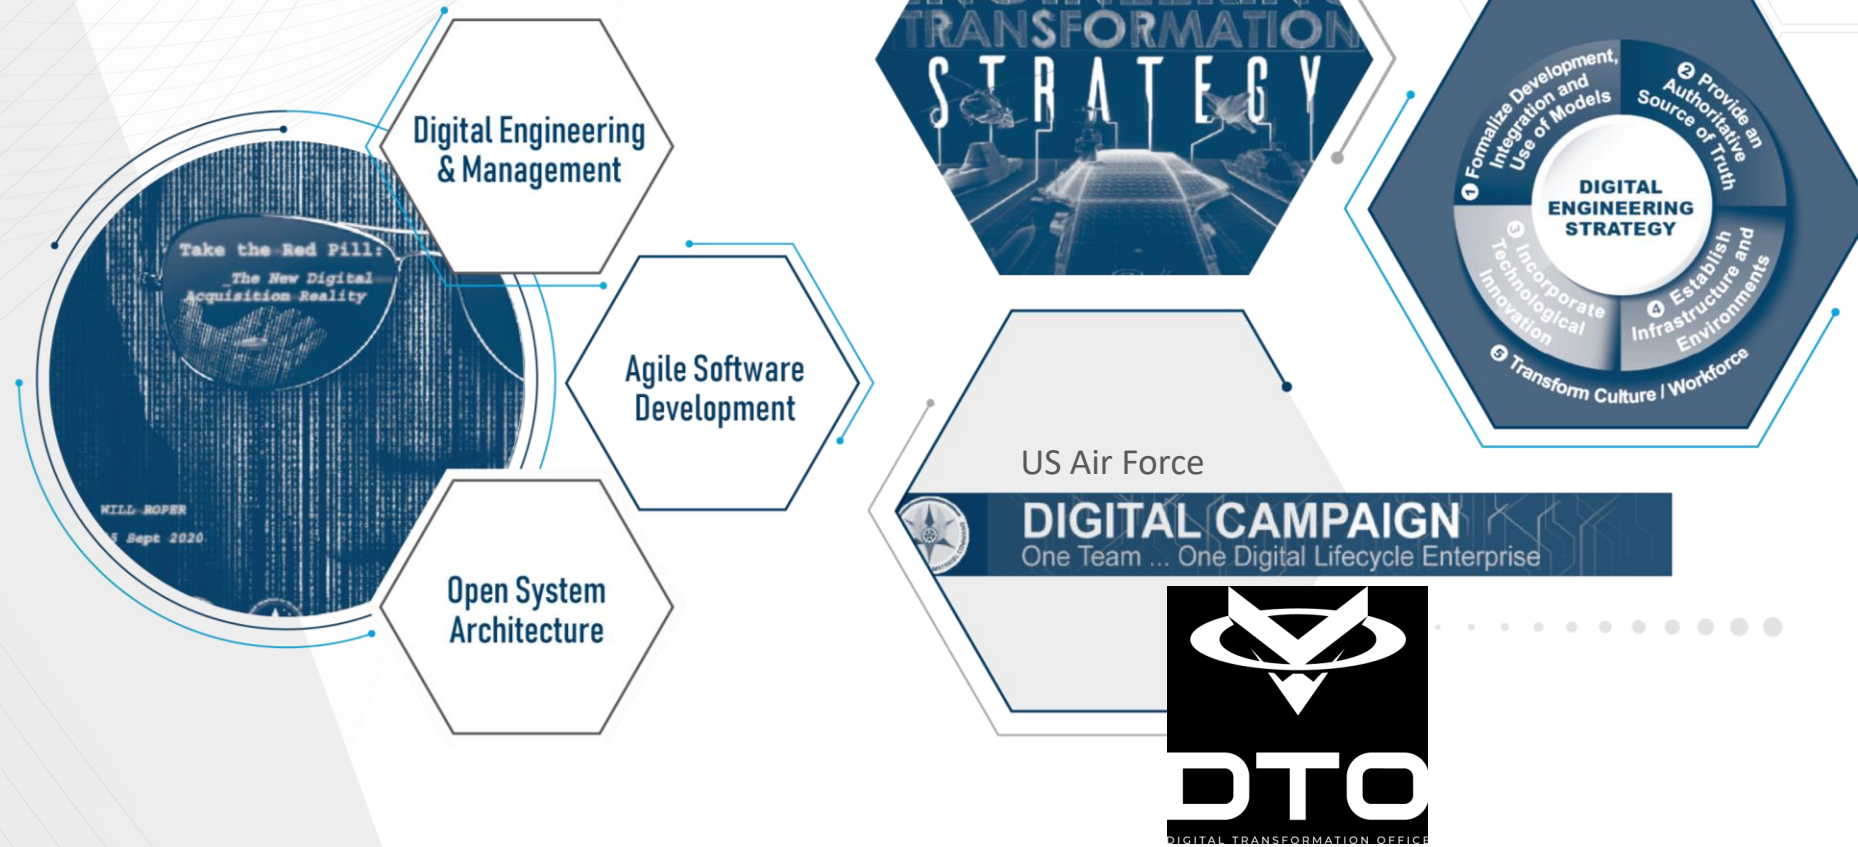 Digital Engineering
& Management
Take the Red Pill:
_The New Digital
Acquisition Reality
WILL ROPER
5 Sept 2020
Agile Software
Development
Open System
Architecture
TRANSFORMATION
STRATEGY
1 Formalize Development,
Integration and
Use of Models
2 Provide an
Authoritative
Source of Truth
3 Incorporate
Technological
Innovation
4 Establish
Infrastructure and
Environments
5 Transform Culture / Workforce
DIGITAL
ENGINEERING
STRATEGY
US Air Force
DIGITAL CAMPAIGN
One Team ... One Digital Lifecycle Enterprise
DTO
DIGITAL TRANSFORMATION OFFICE